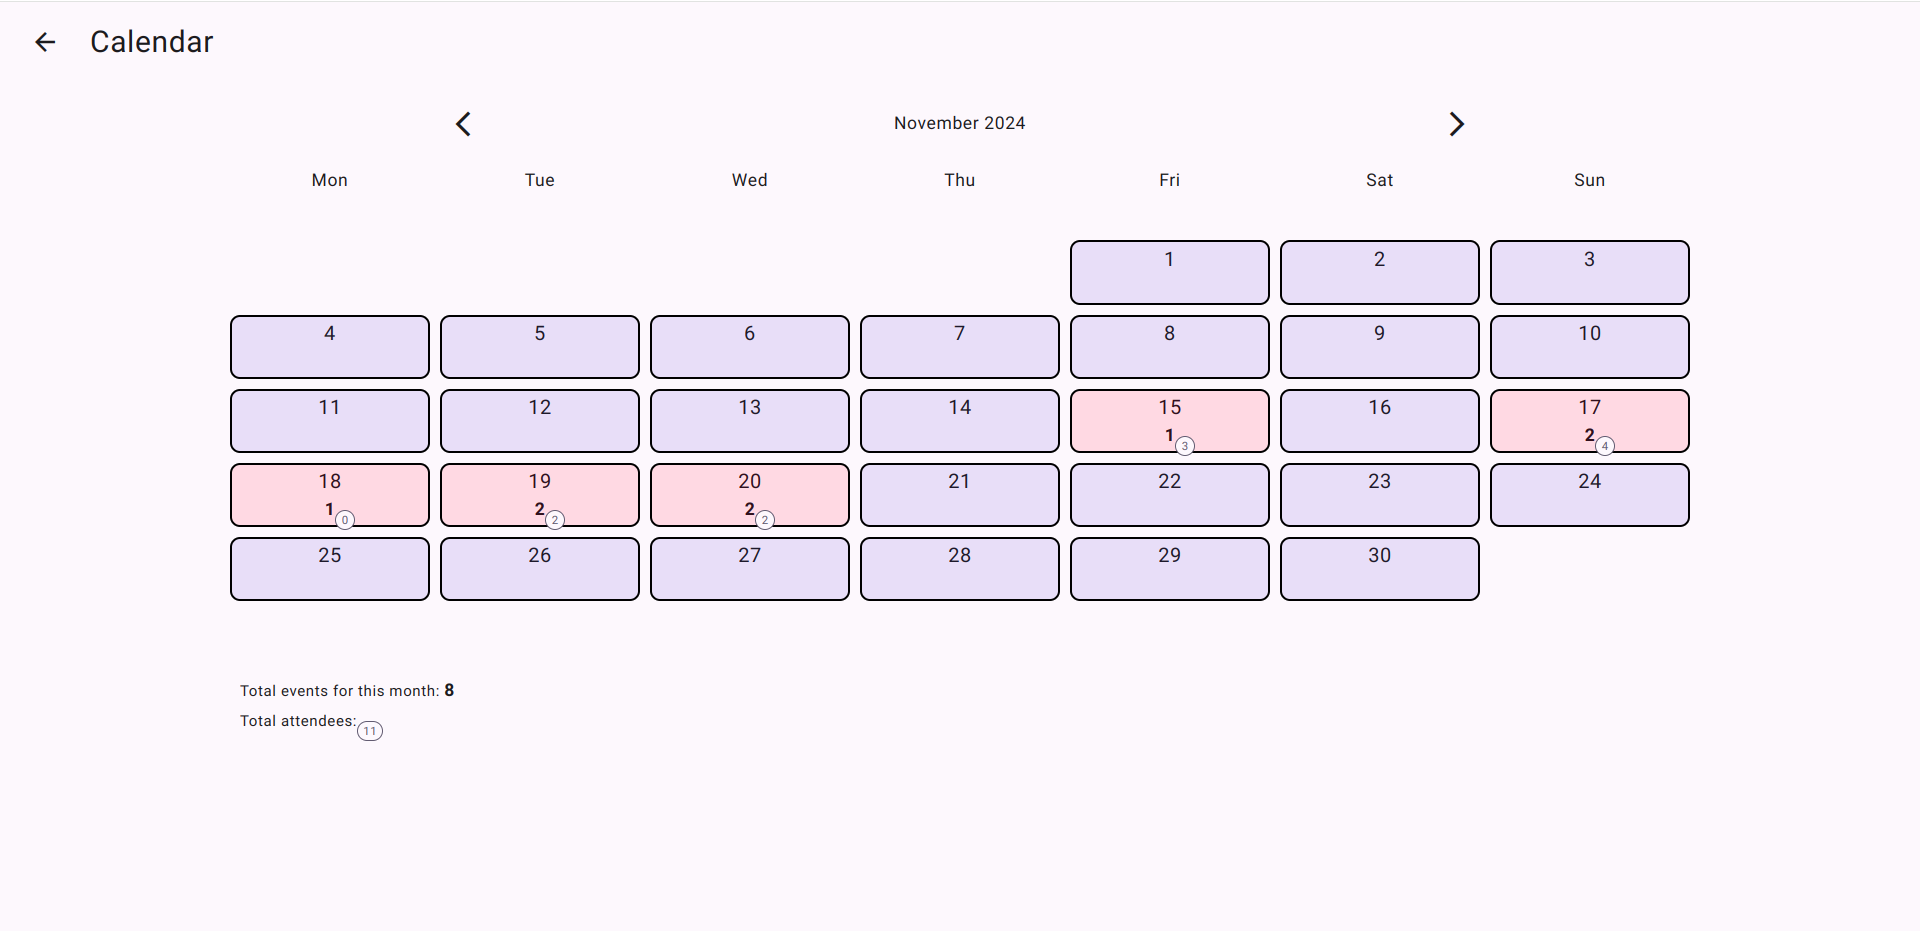 Calendar
November 2024
Mon Tue Wed Thu Fri Sat Sun
1 2 3
4 5 6 7 8 9 10
11 12 13 14 15 16 17
1 3 2 4
18 19 20 21 22 23 24
1 0 2 2 2 2
25 26 27 28 29 30
Total events for this month: 8
Total attendees: 11